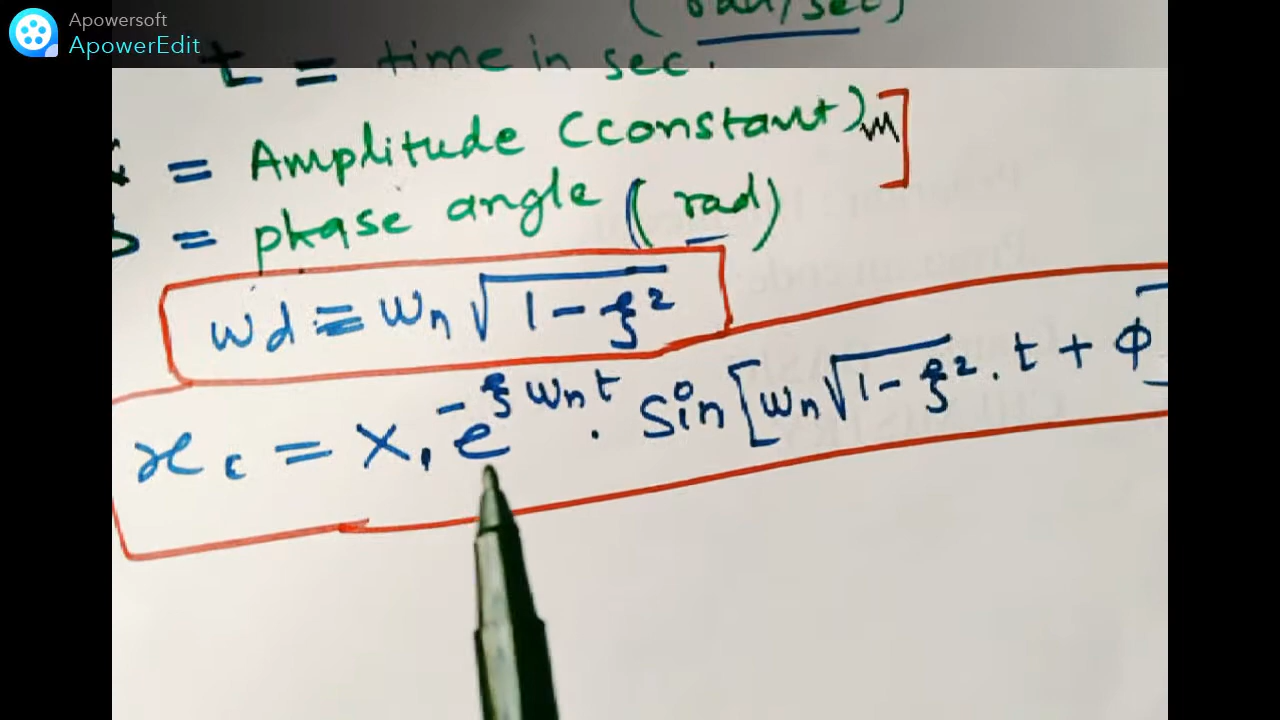 Apowersoft
ApowerEdit
(rad/sec)
t = time in sec.
= Amplitude (constant) m]
= phase angle (rad)
ωd = ωn √1-ξ²
xc = X. e^-ξωnt . Sin[ωn√1-ξ² . t + φ]